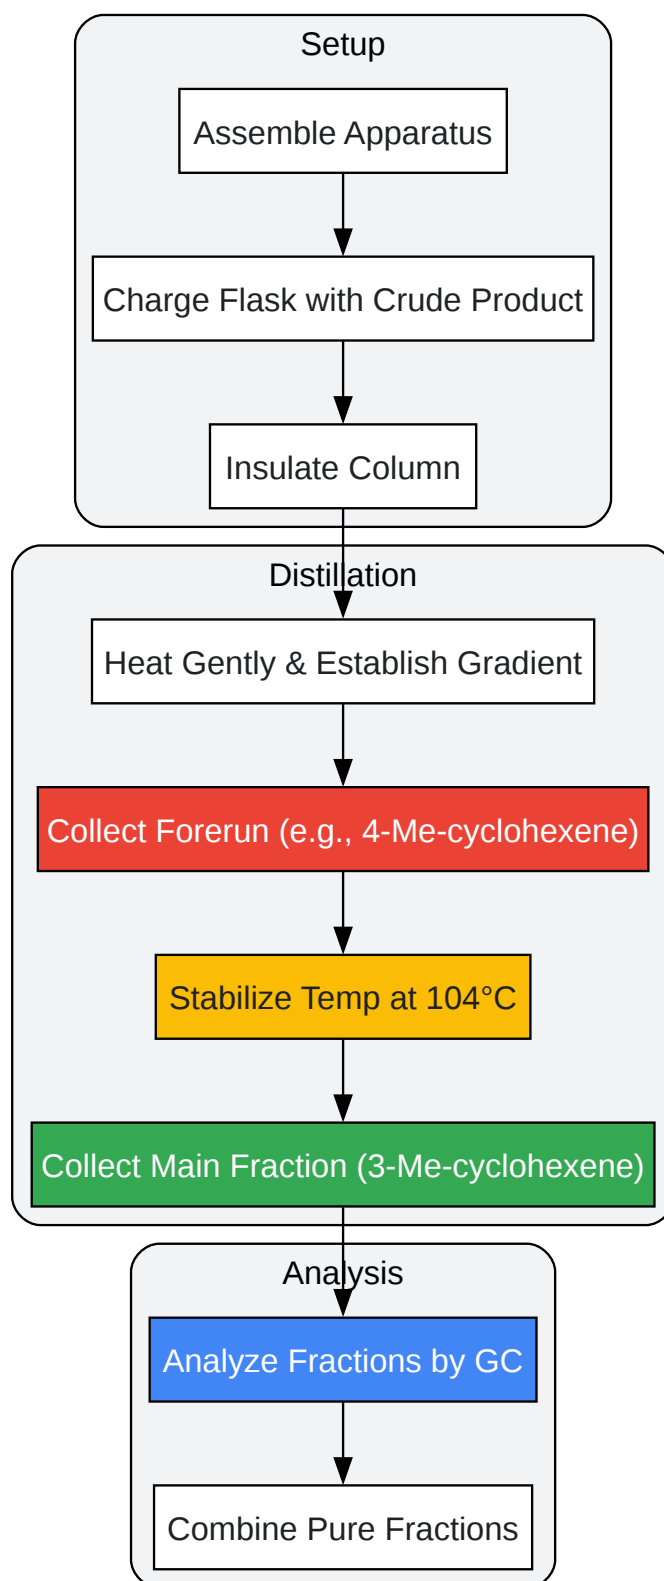 Setup
Assemble Apparatus
Charge Flask with Crude Product
Insulate Column
Distillation
Heat Gently & Establish Gradient
Collect Forerun (e.g., 4-Me-cyclohexene)
Stabilize Temp at 104°C
Collect Main Fraction (3-Me-cyclohexene)
Analysis
Analyze Fractions by GC
Combine Pure Fractions